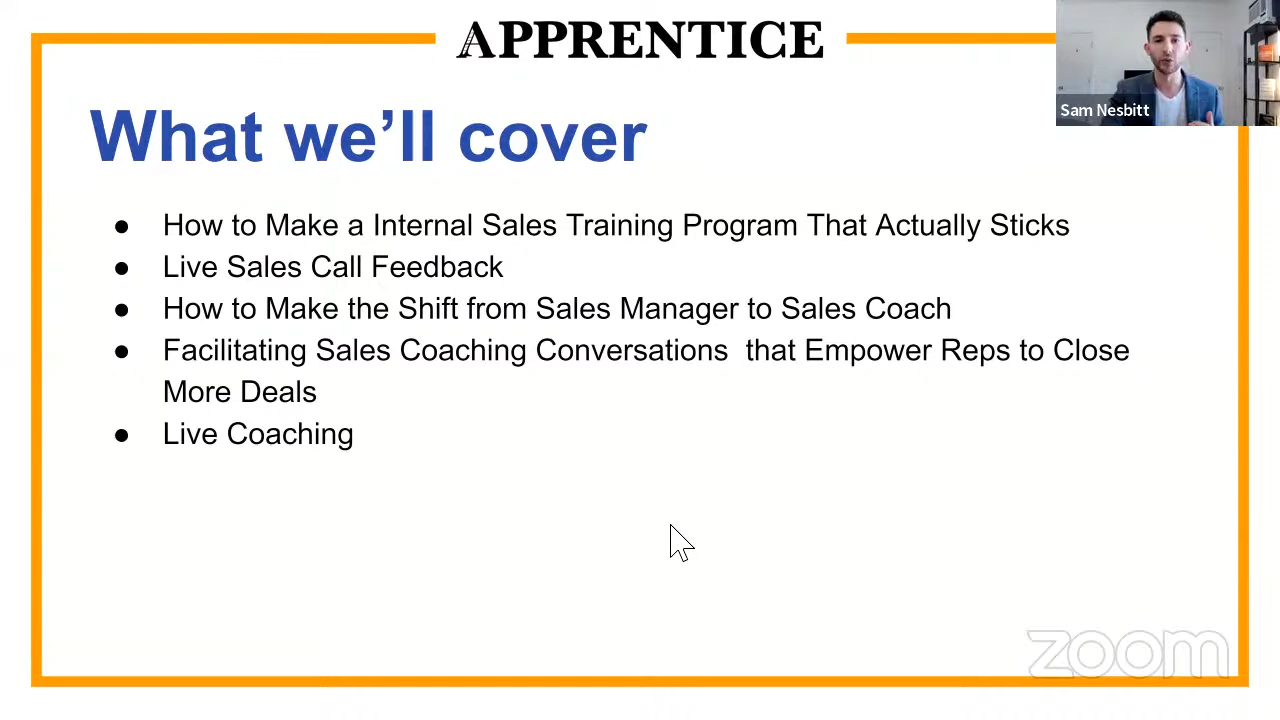 APPRENTICE
Sam Nesbitt
What we’ll cover
● How to Make a Internal Sales Training Program That Actually Sticks
● Live Sales Call Feedback
● How to Make the Shift from Sales Manager to Sales Coach
● Facilitating Sales Coaching Conversations  that Empower Reps to Close
More Deals
● Live Coaching
zoom